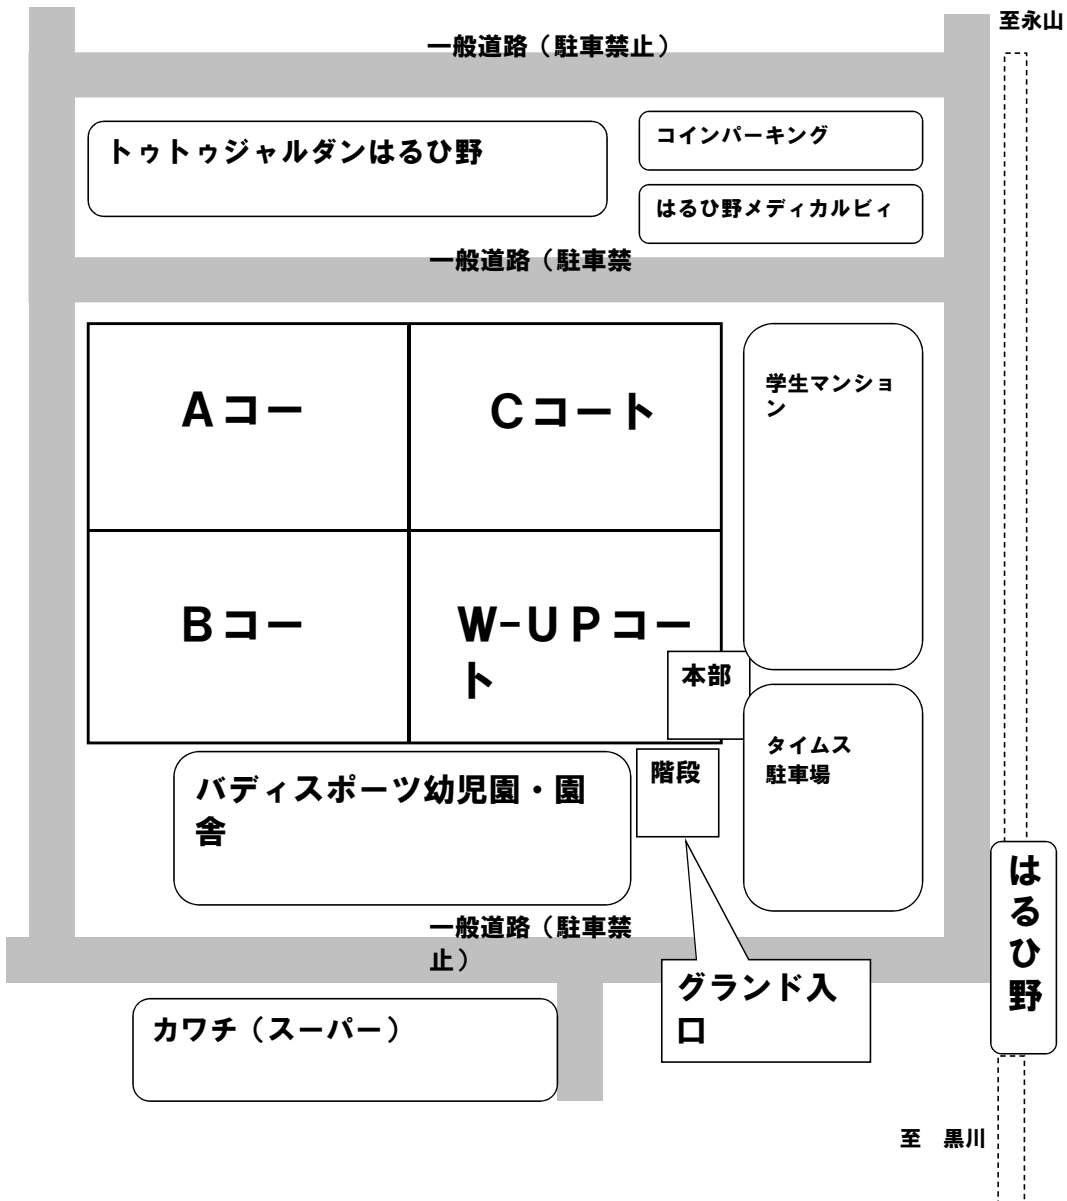 至永山
一般道路（駐車禁止）
トゥトゥジャルダンはるひ野
コインパーキング
はるひ野メディカルビィ
一般道路（駐車禁
Aコー
Cコート
学生マンショ
ン
Bコー
W-UPコー
ト
本部
タイムス
駐車場
階段
バディスポーツ幼児園・園
舎
はるひ野
一般道路（駐車禁
止）
グランド入
口
カワチ（スーパー）
至　黒川